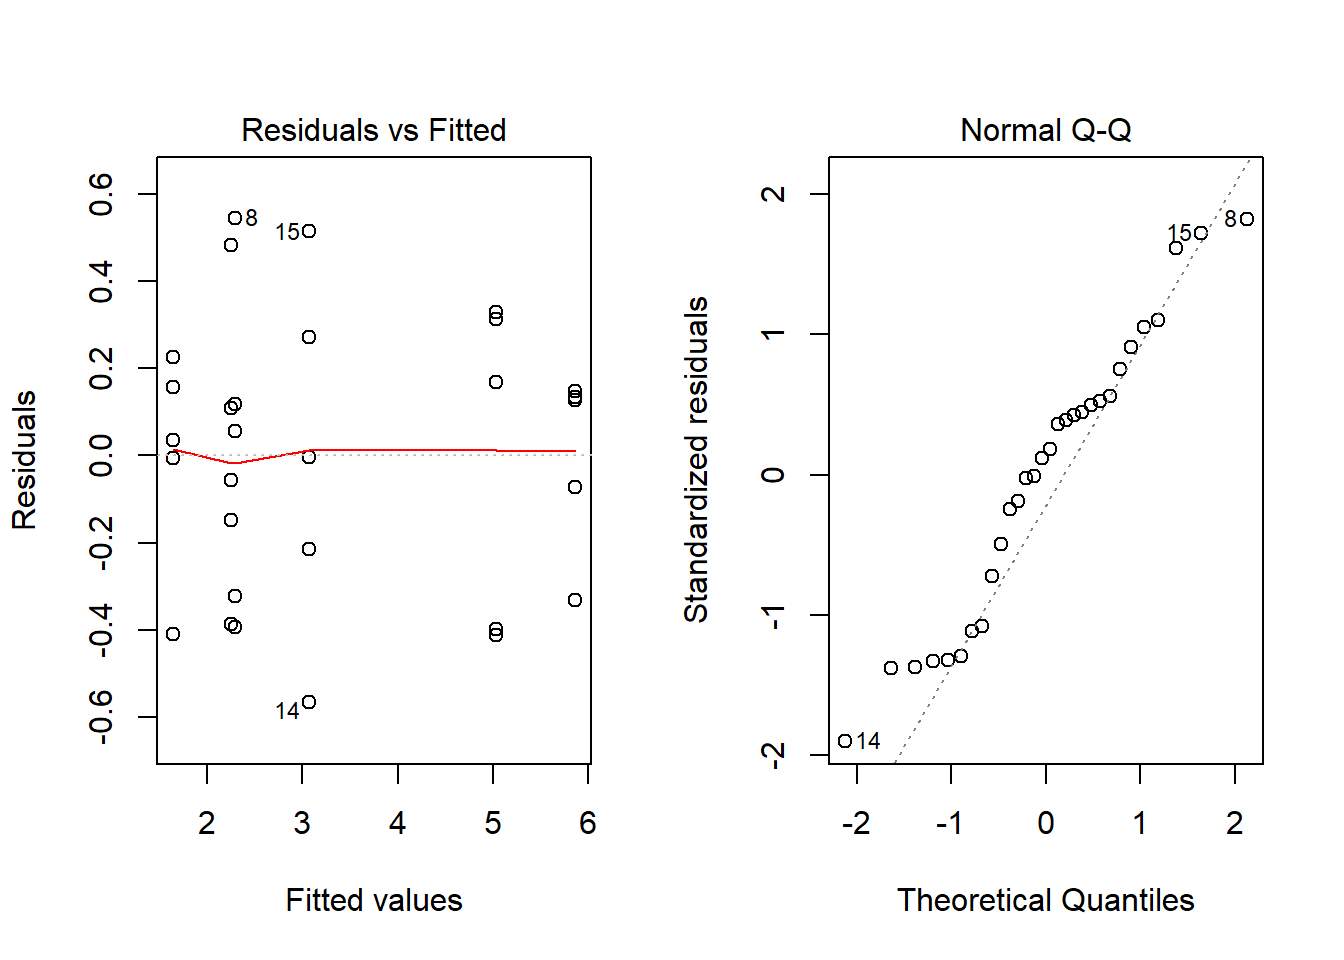 Residuals vs Fitted
Residuals
0.6
0.4
0.2
0.0
-0.2
-0.4
-0.6
8
15
14
2 3 4 5 6
Fitted values
Normal Q-Q
Standardized residuals
2
1
0
-1
-2
15
8
14
-2 -1 0 1 2
Theoretical Quantiles